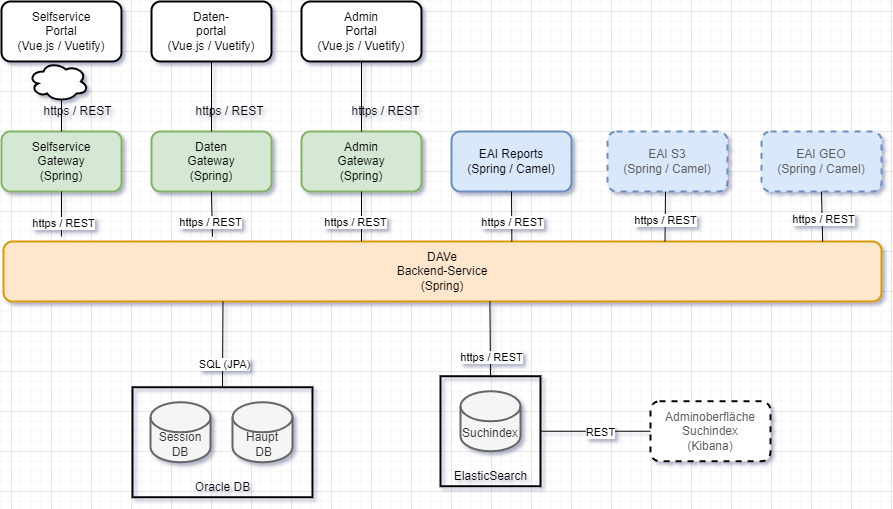 Selfservice
Portal
(Vue.js / Vuetify)
Daten-
portal
(Vue.js / Vuetify)
Admin
Portal
(Vue.js / Vuetify)
https / REST
https / REST
https / REST
Selfservice
Gateway
(Spring)
Daten
Gateway
(Spring)
Admin
Gateway
(Spring)
EAI Reports
(Spring / Camel)
EAI S3
(Spring / Camel)
EAI GEO
(Spring / Camel)
https / REST
https / REST
https / REST
https / REST
https / REST
https / REST
DAVe
Backend-Service
(Spring)
SQL (JPA)
https / REST
Session
DB
Haupt
DB
Oracle DB
Suchindex
ElasticSearch
REST
Adminoberfläche
Suchindex
(Kibana)